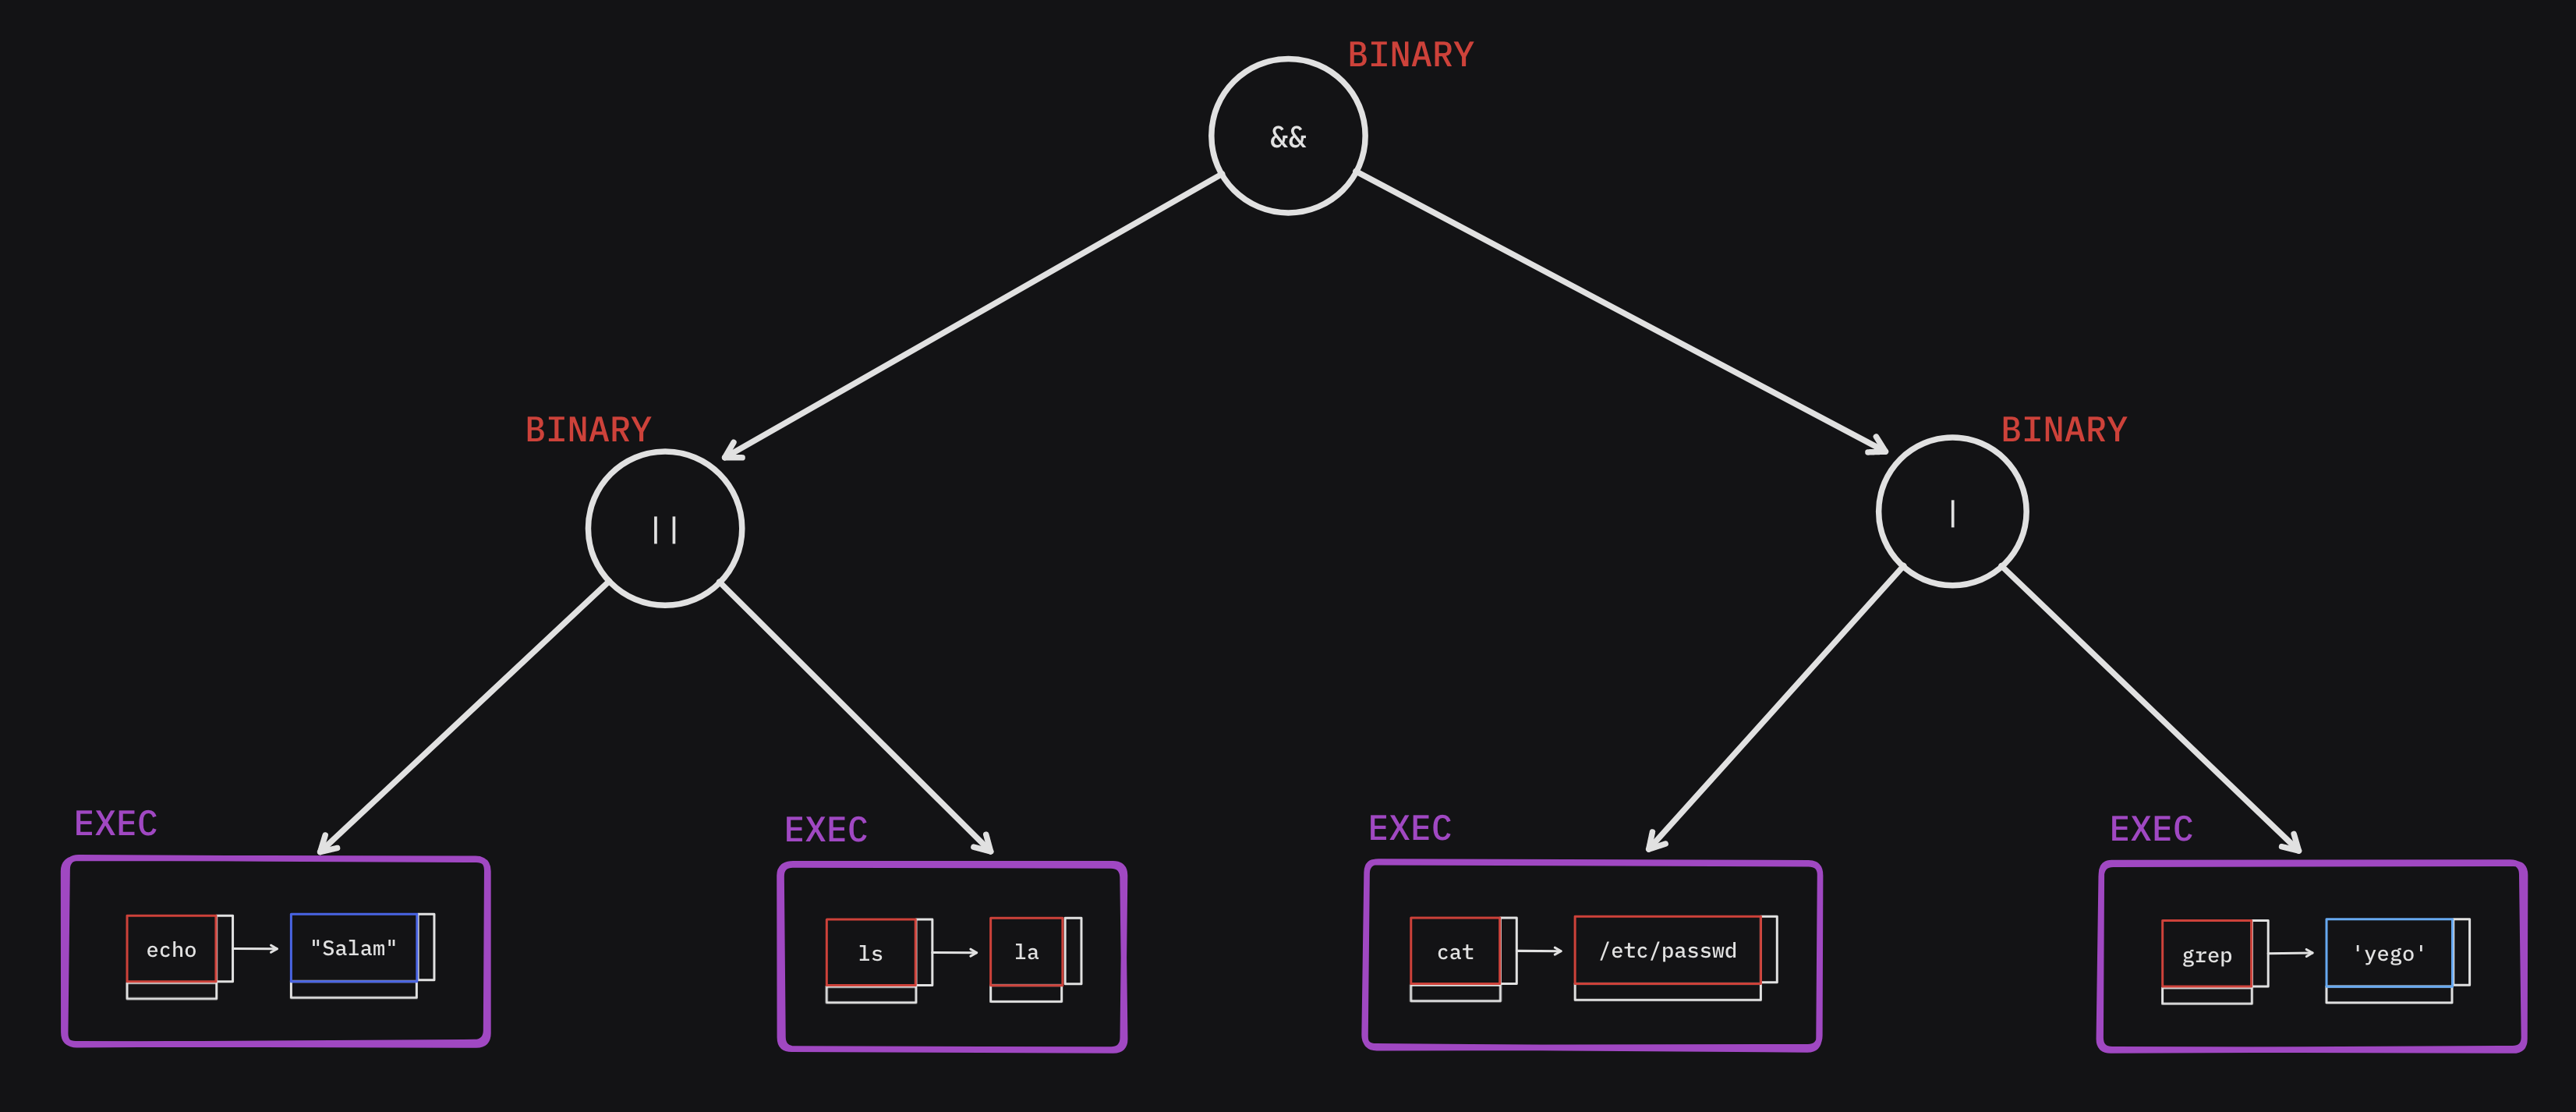 BINARY
&&
BINARY
||
BINARY
|
EXEC
echo
"Salam"
EXEC
ls
la
EXEC
cat
/etc/passwd
EXEC
grep
'yego'